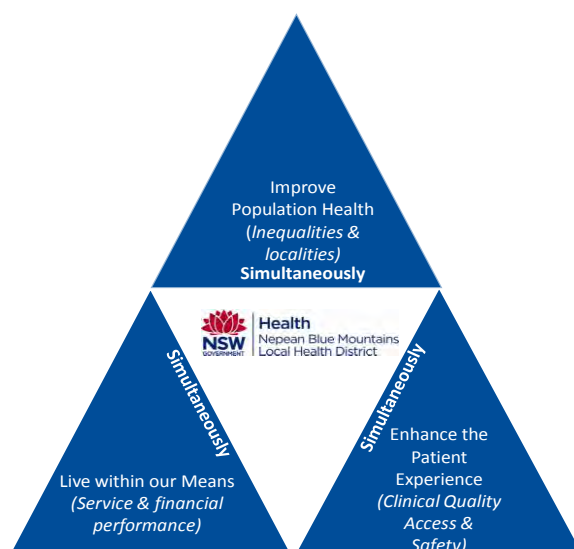 Improve
Population Health
(Inequalities &
localities)
Simultaneously
NSW
GOVERNMENT
Health
Nepean Blue Mountains
Local Health District
Simultaneously
Live within our Means
(Service & financial
performance)
Simultaneously
Enhance the
Patient
Experience
(Clinical Quality
Access &
Safety)